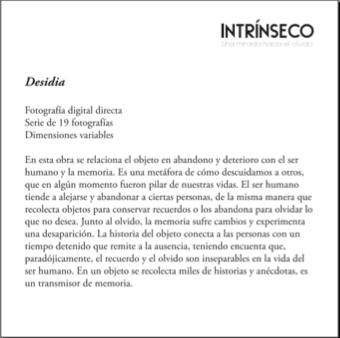 INTRÍNSECO
Una mirada hacia el olvido
Desidia
Fotografía digital directa
Serie de 19 fotografías
Dimensiones variables
En esta obra se relaciona el objeto en abandono y deterioro con el ser
humano y la memoria. Es una metáfora de cómo descuidamos a otros,
que en algún momento fueron pilar de nuestras vidas. El ser humano
tiende a alejarse y abandonar a ciertas personas, de la misma manera que
recolecta objetos para conservar recuerdos o los abandona para olvidar lo
que no desea. Junto al olvido, la memoria sufre cambios y experimenta
una desaparición. La historia del objeto conecta a las personas con un
tiempo detenido que remite a la ausencia, teniendo encuenta que,
paradójicamente, el recuerdo y el olvido son inseparables en la vida del
ser humano. En un objeto se recolecta miles de historias y anécdotas, es
un transmisor de memoria.